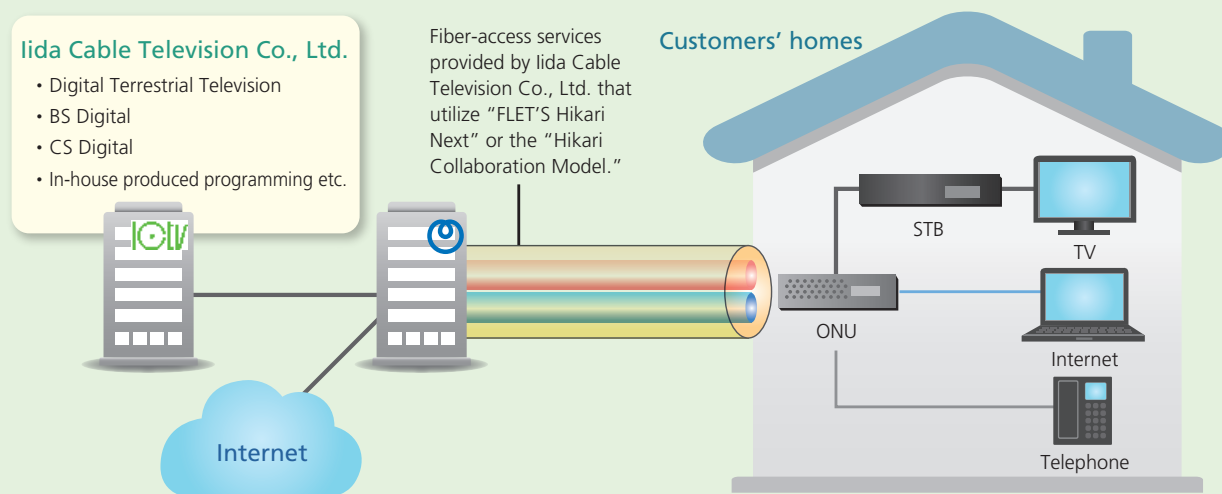 Iida Cable Television Co., Ltd.
• Digital Terrestrial Television
• BS Digital
• CS Digital
• In-house produced programming etc.
Fiber-access services
provided by Iida Cable
Television Co., Ltd. that
utilize “FLET’S Hikari
Next” or the “Hikari
Collaboration Model.”
Customers’ homes
STB
TV
ONU
Internet
Telephone
Internet